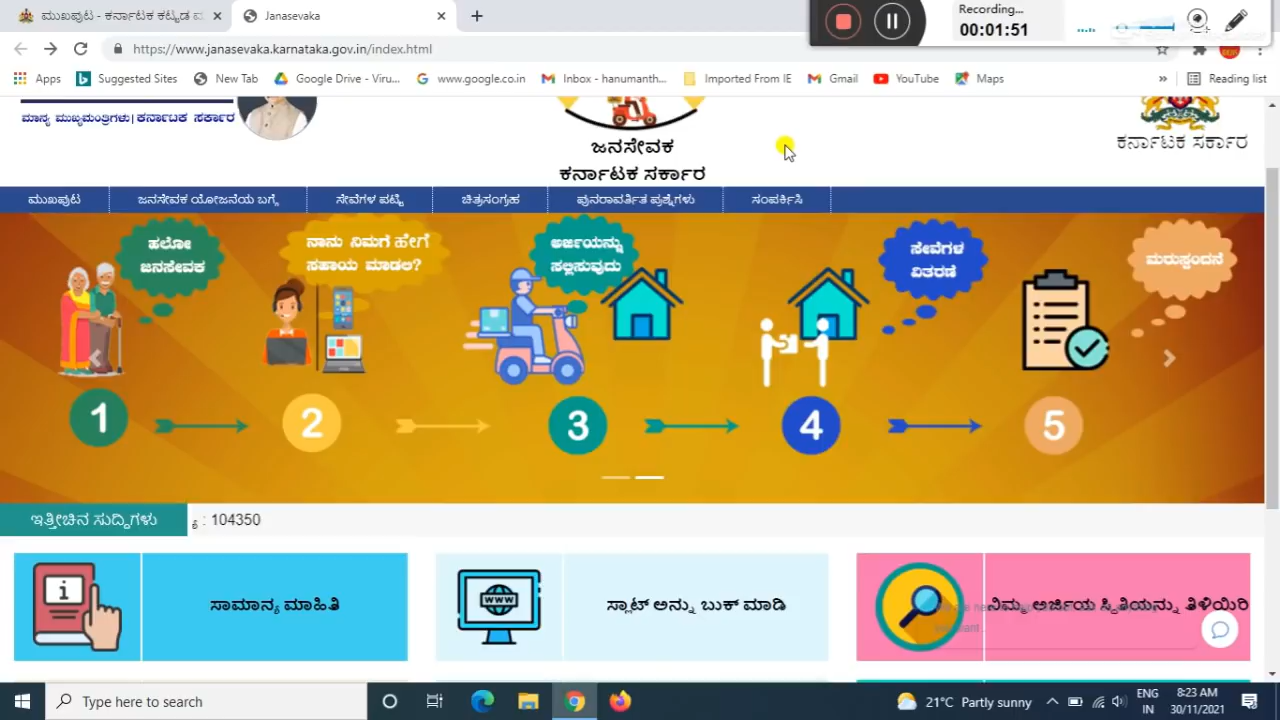 ಮುಖಪುಟ - ಕರ್ನಾಟಕ ಕಟ್ಟಡ ಮ
Janasevaka
Recording...
00:01:51
https://www.janasevaka.karnataka.gov.in/index.html
Apps
Suggested Sites
New Tab
Google Drive - Viru...
www.google.co.in
Inbox - hanumanth...
Imported From IE
Gmail
YouTube
Maps
»
Reading list
ಮಾನ್ಯ ಮುಖ್ಯಮಂತ್ರಿಗಳು| ಕರ್ನಾಟಕ ಸರ್ಕಾರ
ಜನಸೇವಕ
ಕರ್ನಾಟಕ ಸರ್ಕಾರ
ಕರ್ನಾಟಕ ಸರ್ಕಾರ
ಮುಖಪುಟ
ಜನಸೇವಕ ಯೋಜನೆಯ ಬಗ್ಗೆ
ಸೇವೆಗಳ ಪಟ್ಟಿ
ಚಿತ್ರಸಂಗ್ರಹ
ಪುನರಾವರ್ತಿತ ಪ್ರಶ್ನೆಗಳು
ಸಂಪರ್ಕಿಸಿ
ಹಲೋ
ಜನಸೇವಕ
ನಾನು ನಿಮಗೆ ಹೇಗೆ
ಸಹಾಯ ಮಾಡಲಿ?
ಅರ್ಜಿಯನ್ನು
ಸಲ್ಲಿಸುವುದು
ಸೇವೆಗಳ
ವಿತರಣೆ
ಮರುಸ್ಪಂದನೆ
1
2
3
4
5
ಇತ್ತೀಚಿನ ಸುದ್ದಿಗಳು
: 104350
ಸಾಮಾನ್ಯ ಮಾಹಿತಿ
ಸ್ಲಾಟ್ ಅನ್ನು ಬುಕ್ ಮಾಡಿ
ನಿಮ್ಮ ಅರ್ಜಿಯ ಸ್ಥಿತಿಯನ್ನು ತಿಳಿಯಿರಿ
Type here to search
21°C Partly sunny
ENG
IN
8:23 AM
30/11/2021